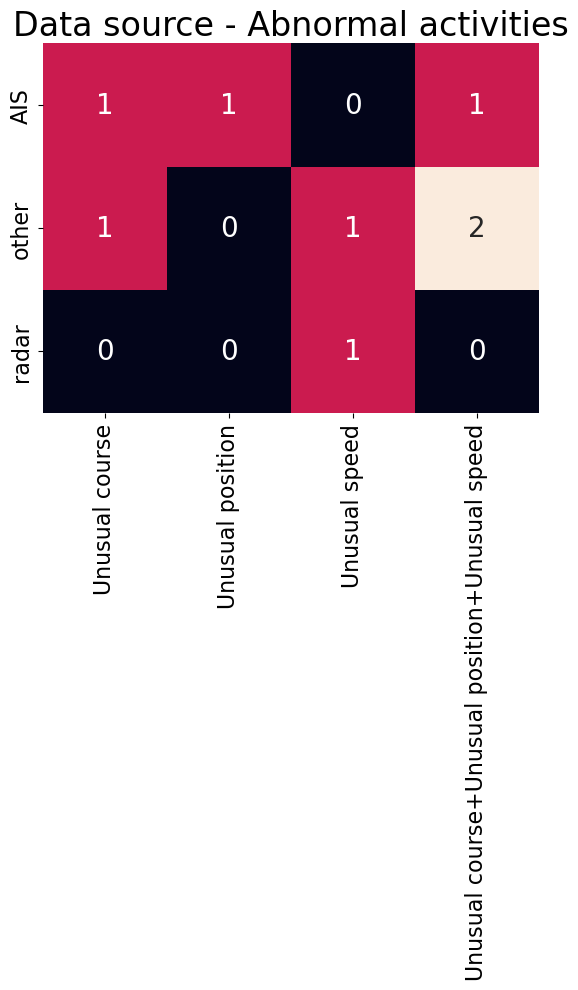 Data source - Abnormal activities
AIS
1
1
0
1
other
1
0
1
2
radar
0
0
1
0
Unusual course
Unusual position
Unusual speed
Unusual course+Unusual position+Unusual speed